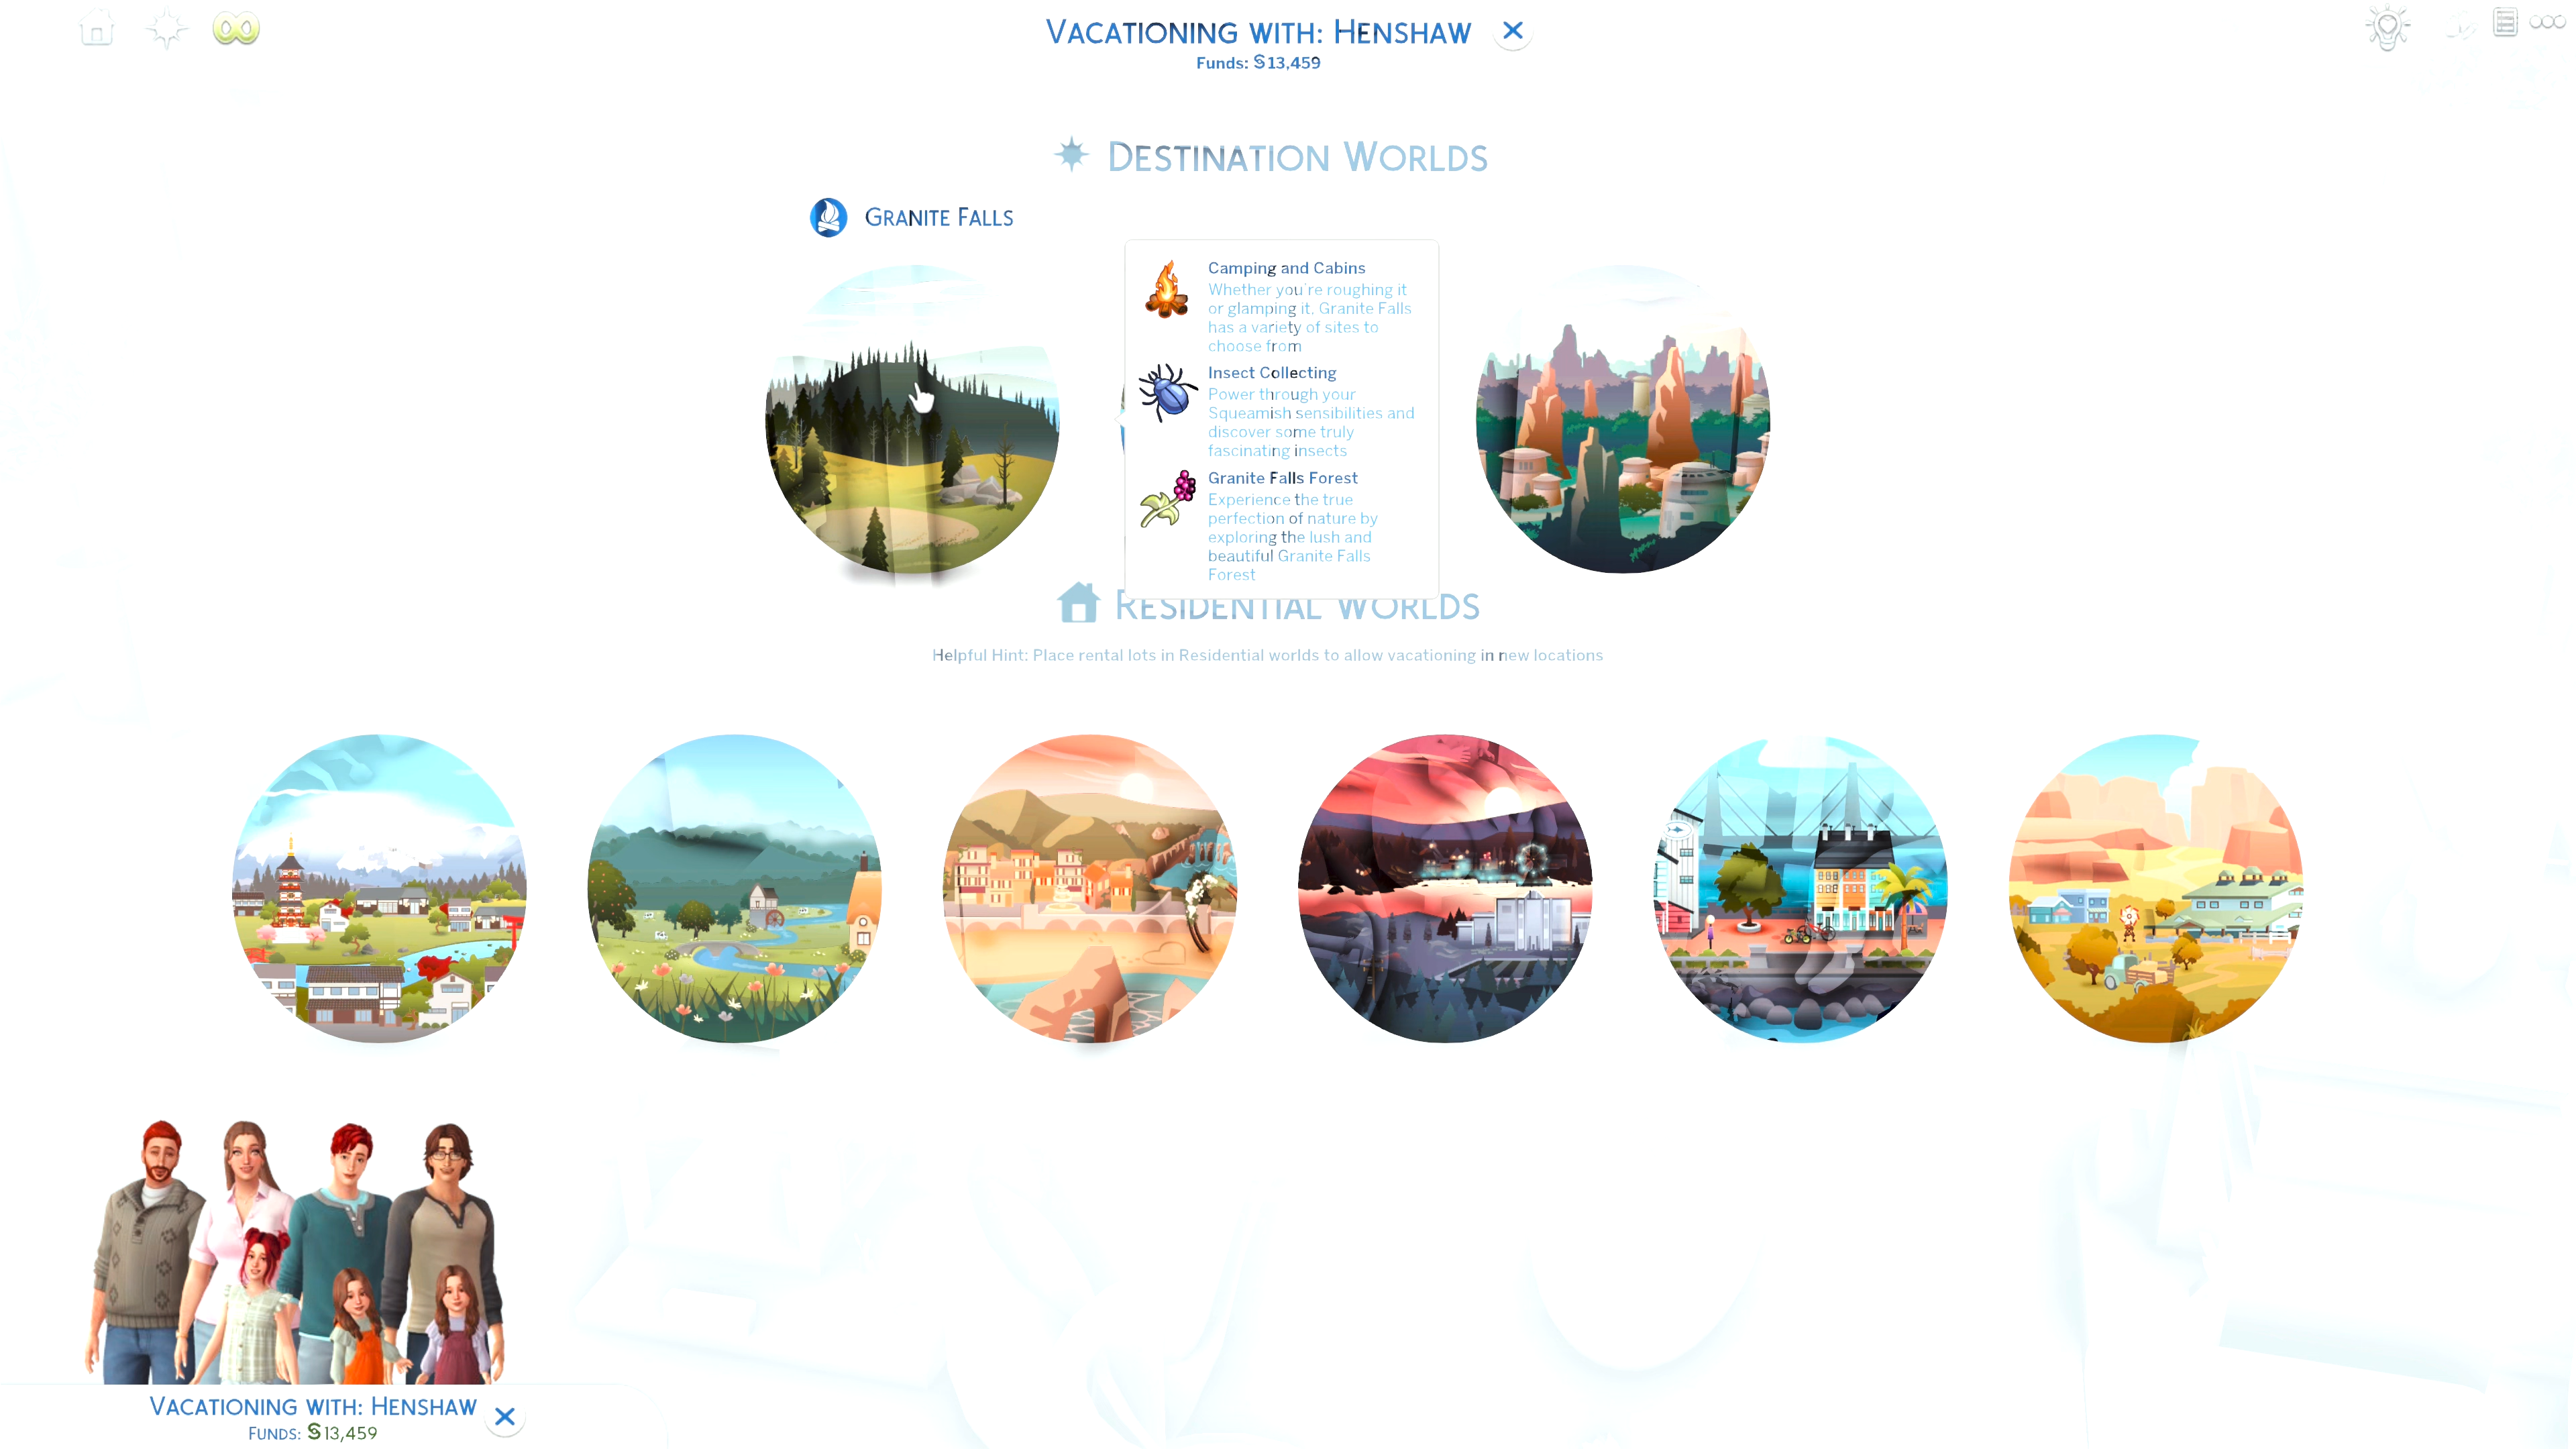 VACATIONING WITH: HENSHAW
Funds: §13,459
DESTINATION WORLDS
GRANITE FALLS
Camping and Cabins
Whether you're roughing it
or glamping it, Granite Falls
has a variety of sites to
choose from
Insect Collecting
Power through your
Squeamish sensibilities and
discover some truly
fascinating insects
Granite Falls Forest
Experience the true
perfection of nature by
exploring the lush and
beautiful Granite Falls
Forest
RESIDENTIAL WORLDS
Helpful Hint: Place rental lots in Residential worlds to allow vacationing in new locations
VACATIONING WITH: HENSHAW
FUNDS: §13,459